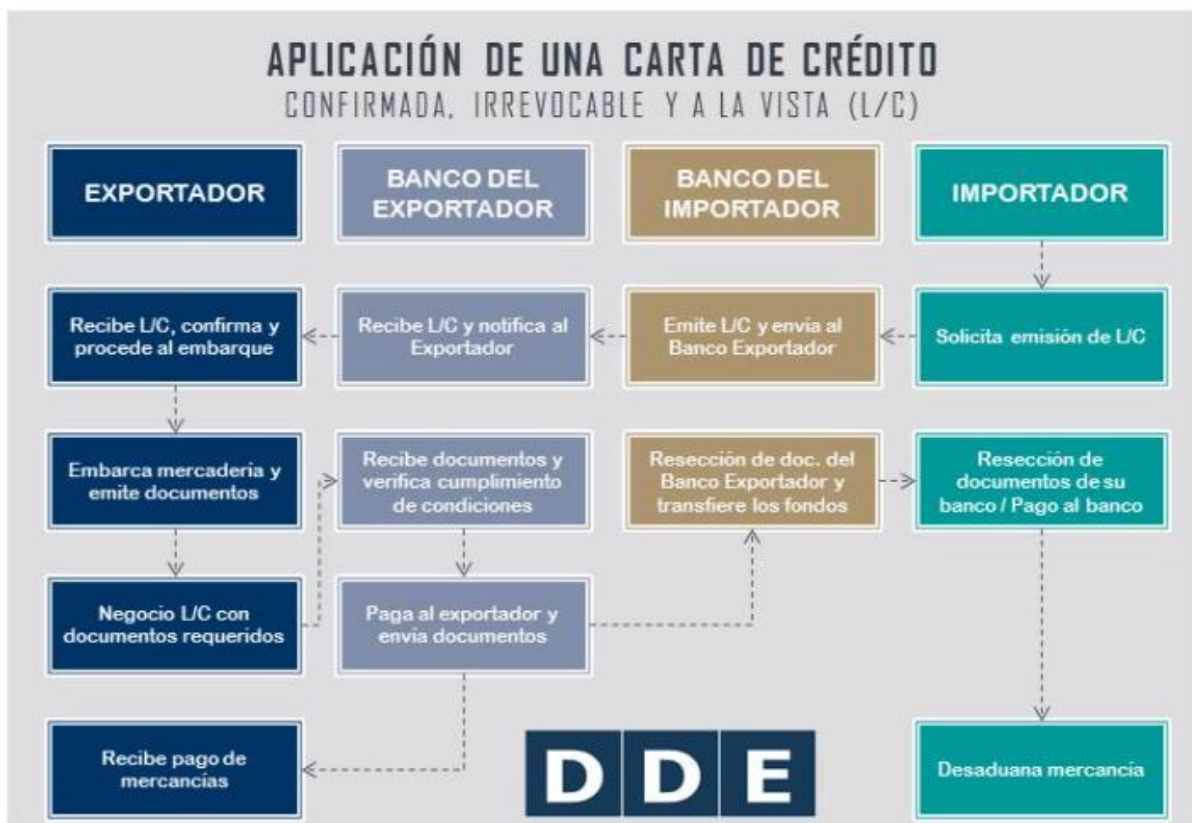 APLICACIÓN DE UNA CARTA DE CRÉDITO
CONFIRMADA, IRREVOCABLE Y A LA VISTA (L/C)
EXPORTADOR
BANCO DEL
EXPORTADOR
BANCO DEL
IMPORTADOR
IMPORTADOR
Recibe L/C, confirma y
procede al embarque
Recibe L/C y notifica al
Exportador
Emite L/C y envía al
Banco Exportador
Solicita emisión de L/C
Embarca mercaderia y
emite documentos
Recibe documentos y
verifica cumplimiento
de condiciones
Resección de doc. del
Banco Exportador y
transfiere los fondos
Resección de
documentos de su
banco / Pago al banco
Negocio L/C con
documentos requeridos
Paga al exportador y
envia documentos
Recibe pago de
mercancías
DDE
Desaduana mercancía